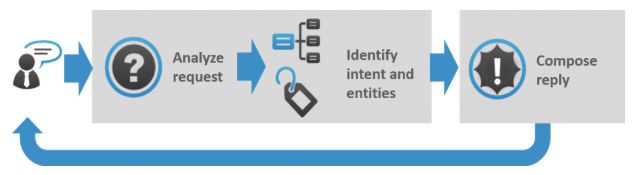 Analyze
request
Identify
intent and
entities
Compose
reply